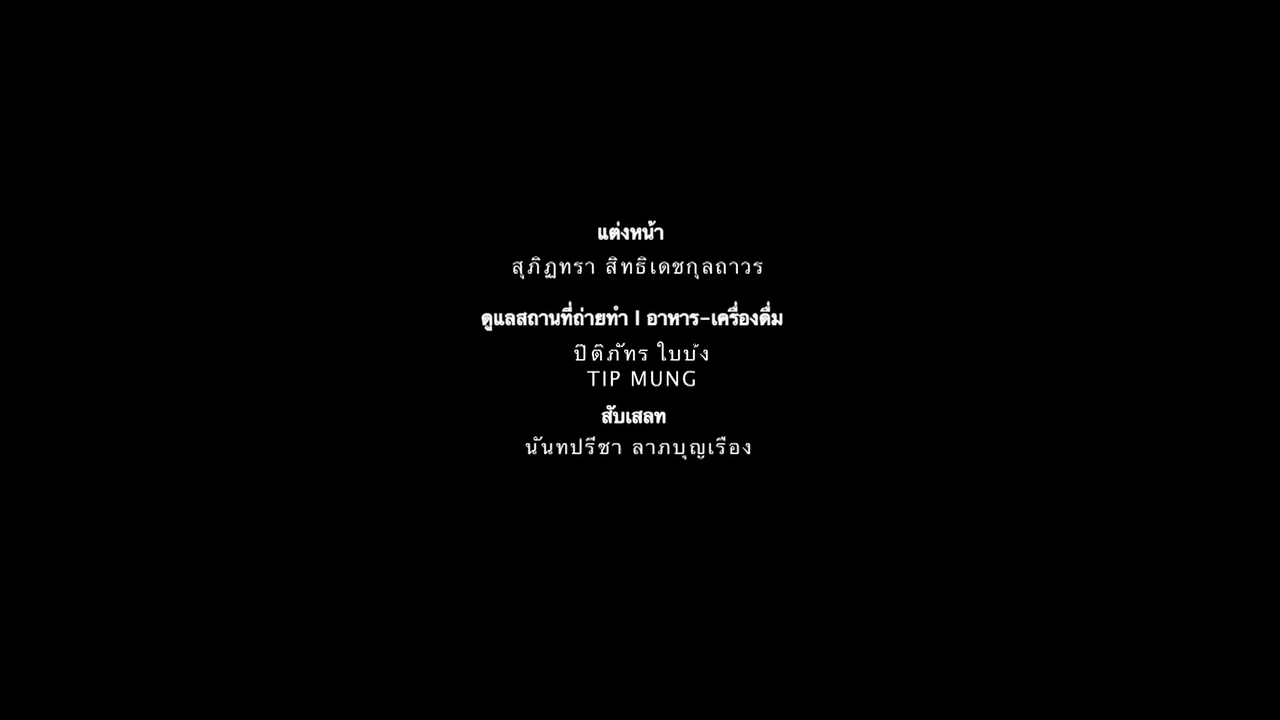 แต่งหน้า
สุภิฏทรา สิทธิเดชกุลถาวร
ดูแลสถานที่ถ่ายทำ | อาหาร-เครื่องดื่ม
ปีติภัทร ใบบ้ง
TIP MUNG
สับเสลท
นันทปรีชา ลาภบุญเรือง